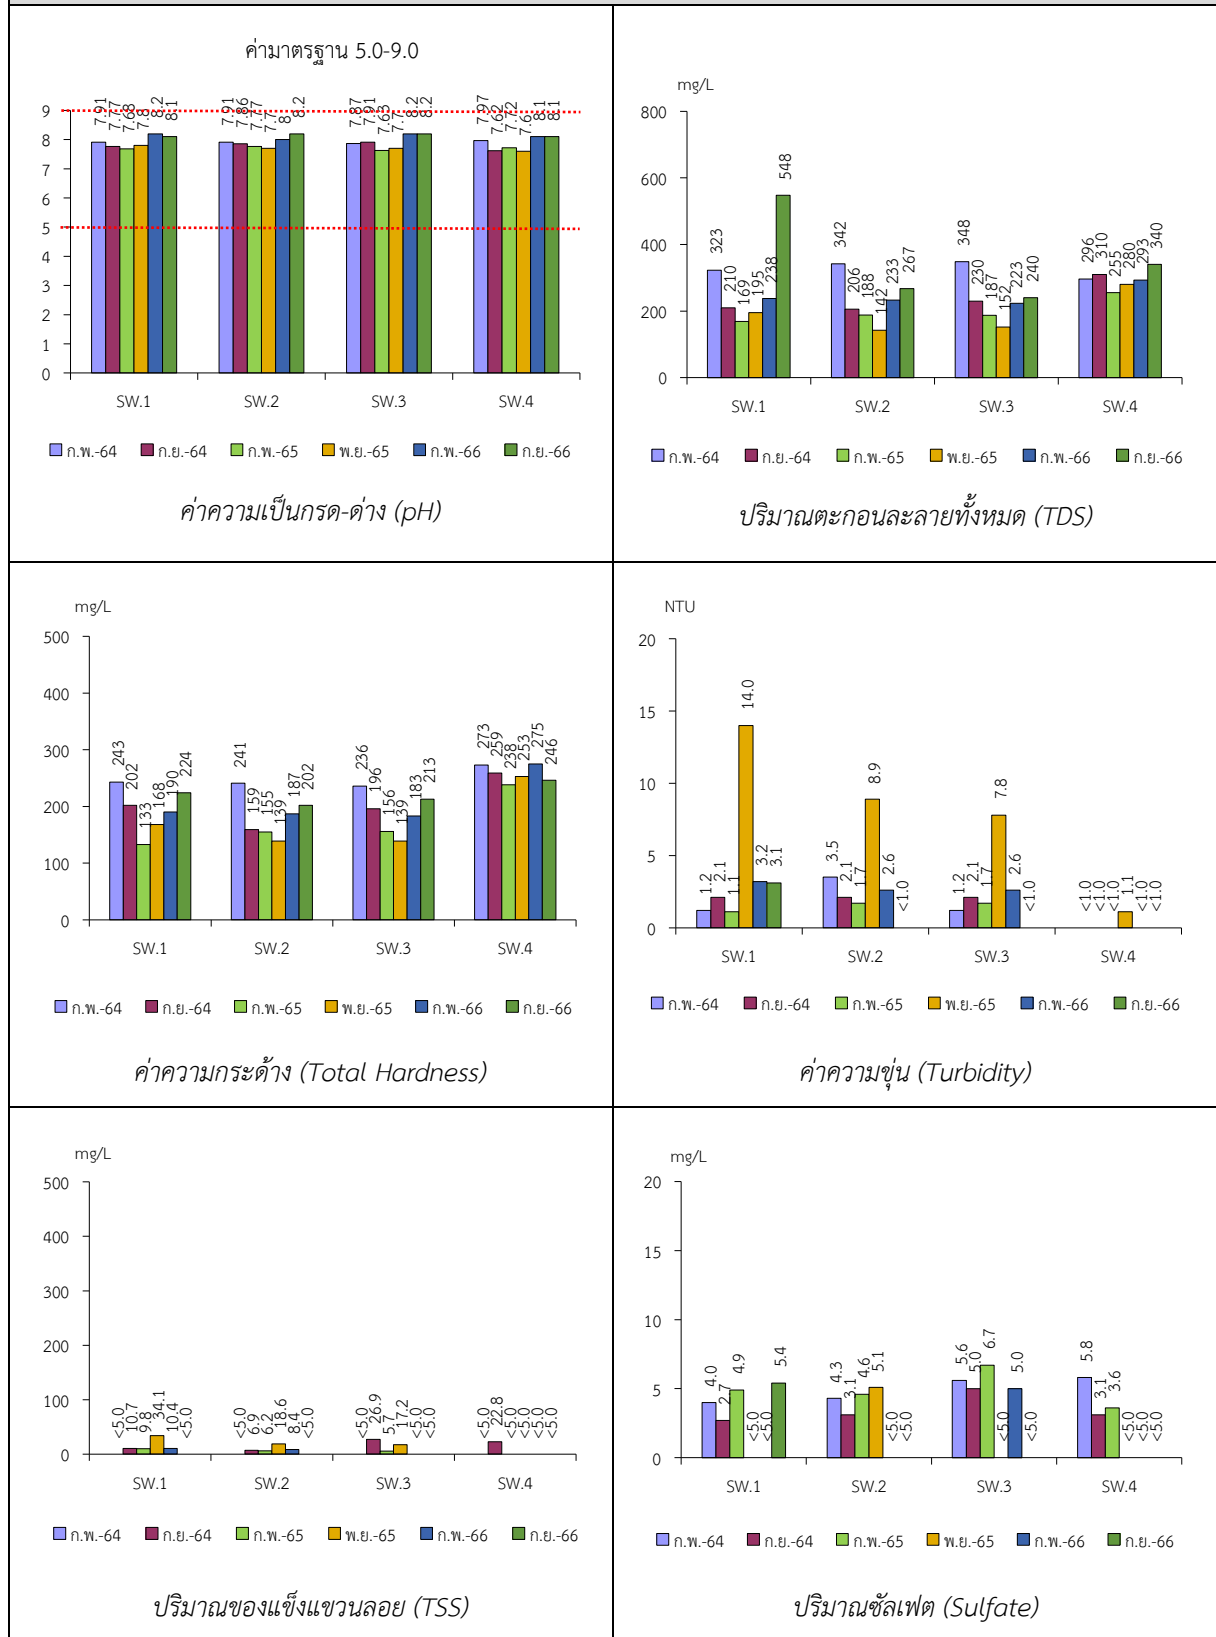 ค่ามาตรฐาน 5.0-9.0
9
8
7
6
5
4
3
2
1
0
7.91 7.77 7.68 7.8 8.2 8.1
7.91 7.86 7.77 7.7 8 8.2
7.87 7.91 7.63 7.7 8.2 8.2
7.97 7.62 7.72 7.6 8.1 8.1
SW.1 SW.2 SW.3 SW.4
ก.พ.-64 ก.ย.-64 ก.พ.-65 พ.ย.-65 ก.พ.-66 ก.ย.-66
ค่าความเป็นกรด-ด่าง (pH)
mg/L
800
600
400
200
0
323 210 169 195 238 548
342 206 188 142 233 267
348 230 187 152 223 240
296 310 255 280 293 340
SW.1 SW.2 SW.3 SW.4
ก.พ.-64 ก.ย.-64 ก.พ.-65 พ.ย.-65 ก.พ.-66 ก.ย.-66
ปริมาณตะกอนละลายทั้งหมด (TDS)
mg/L
500
400
300
200
100
0
243 202 133 168 190 224
241 159 155 139 187 202
236 196 156 139 183 213
273 259 238 253 275 246
SW.1 SW.2 SW.3 SW.4
ก.พ.-64 ก.ย.-64 ก.พ.-65 พ.ย.-65 ก.พ.-66 ก.ย.-66
ค่าความกระด้าง (Total Hardness)
NTU
20
15
10
5
0
1.2 2.1 1.1 14.0 3.2 3.1
3.5 2.1 1.7 8.9 2.6 <1.0
1.2 2.1 1.7 7.8 2.6 <1.0
<1.0 <1.0 <1.0 1.1 <1.0 <1.0
SW.1 SW.2 SW.3 SW.4
ก.พ.-64 ก.ย.-64 ก.พ.-65 พ.ย.-65 ก.พ.-66 ก.ย.-66
ค่าความขุ่น (Turbidity)
mg/L
500
400
300
200
100
0
<5.0 10.7 9.8 34.1 10.4 <5.0
<5.0 6.9 6.2 18.6 8.4 <5.0
<5.0 26.9 5.7 17.2 <5.0 <5.0
<5.0 22.8 <5.0 <5.0 <5.0 <5.0
SW.1 SW.2 SW.3 SW.4
ก.พ.-64 ก.ย.-64 ก.พ.-65 พ.ย.-65 ก.พ.-66 ก.ย.-66
ปริมาณของแข็งแขวนลอย (TSS)
mg/L
20
15
10
5
0
4.0 2.7 4.9 <5.0 <5.0 5.4
4.3 3.1 4.6 5.1 <5.0 <5.0
5.6 5.0 6.7 <5.0 5.0 <5.0
5.8 3.1 3.6 <5.0 <5.0 <5.0
SW.1 SW.2 SW.3 SW.4
ก.พ.-64 ก.ย.-64 ก.พ.-65 พ.ย.-65 ก.พ.-66 ก.ย.-66
ปริมาณซัลเฟต (Sulfate)